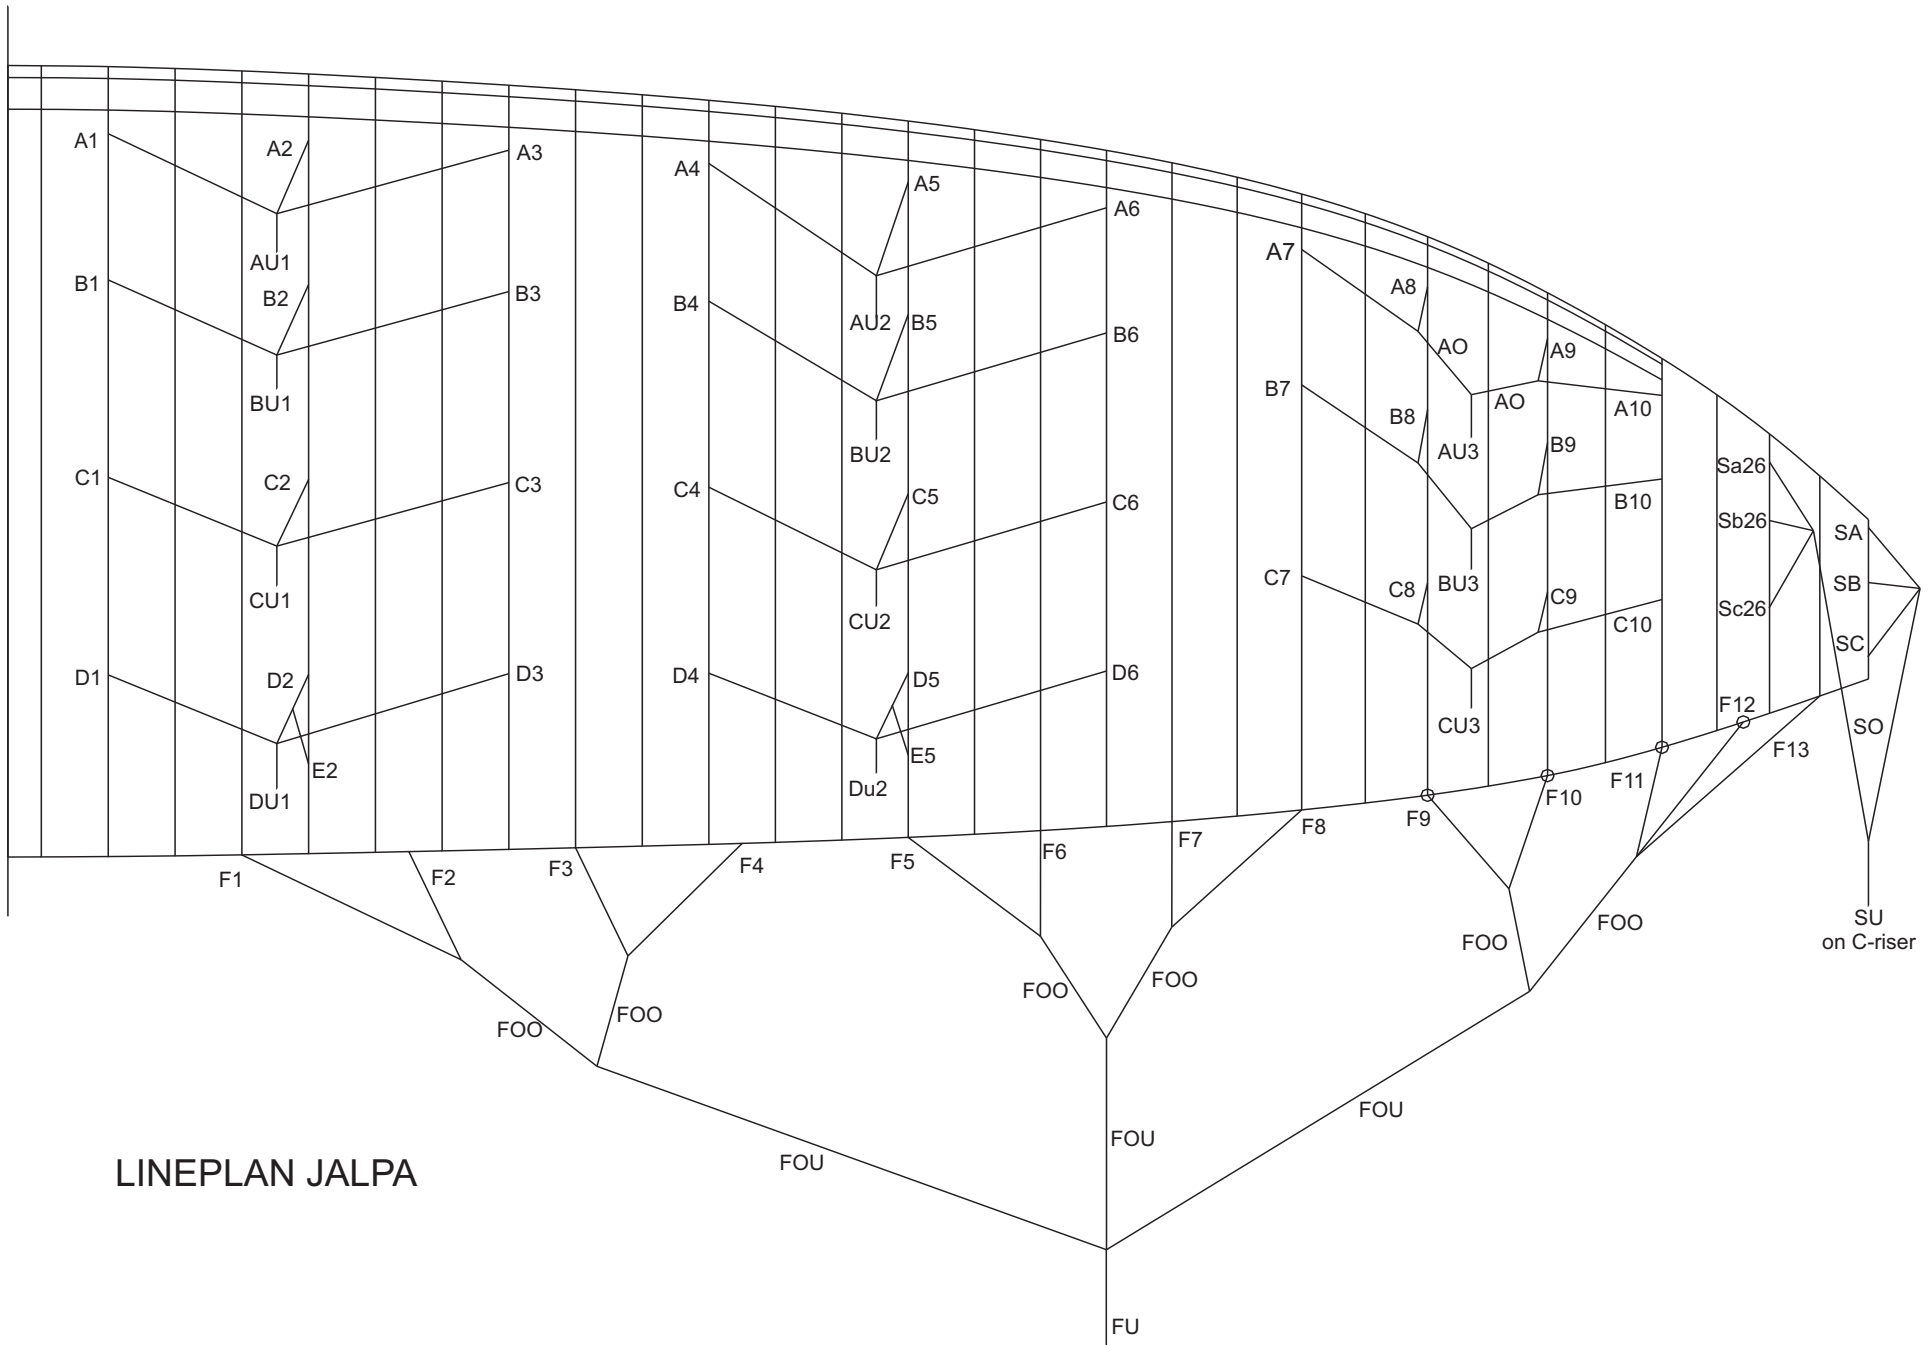 A1
A2
A3
AU1
B1
B2
B3
BU1
C1
C2
C3
CU1
D1
D2
D3
E2
DU1
A4
A5
A6
AU2
B4
B5
B6
BU2
C4
C5
C6
CU2
D4
D5
D6
E5
Du2
A7
A8
AO
A9
AO
A10
AU3
B7
B8
B9
B10
BU3
C7
C8
C9
C10
CU3
Sa26
Sb26
Sc26
SA
SB
SC
SO
SU
on C-riser
F1
F2
F3
F4
F5
F6
F7
F8
F9
F10
F11
F12
F13
FOO
FOO
FOO
FOO
FOO
FOO
FOU
FOU
FOU
FU
LINEPLAN JALPA